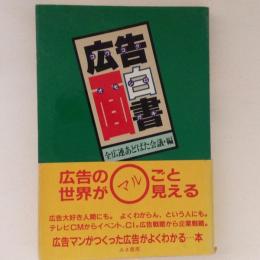 広告
面白
書
全広連あどばた会議・編
広告の
世界が
マル
ごと
見える
広告大好き人間にも。よくわからん、という人にも。
テレビCMからイベント、CI。広告戦略から企業戦略。
広告マンがつくった広告がよくわかる…本